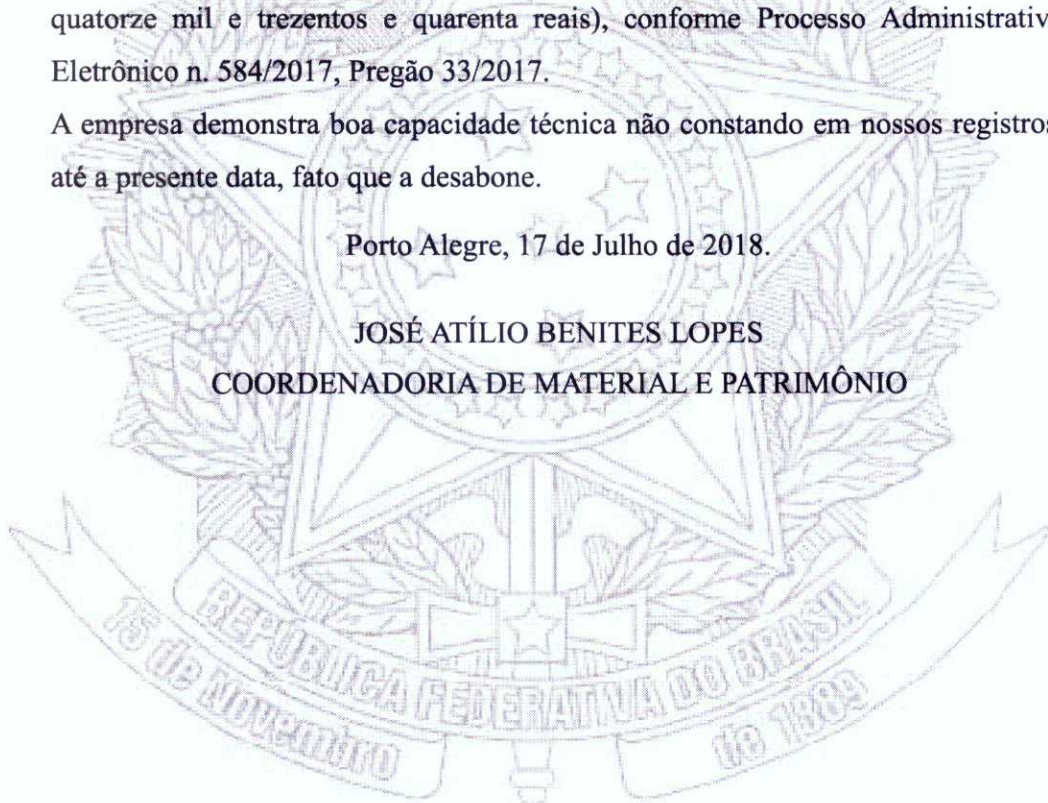 quatorze mil e trezentos e quarenta reais), conforme Processo Administrativ
Eletrônico n. 584/2017, Pregão 33/2017.
A empresa demonstra boa capacidade técnica não constando em nossos registros
até a presente data, fato que a desabone.
Porto Alegre, 17 de Julho de 2018.
JOSÉ ATÍLIO BENITES LOPES
COORDENADORIA DE MATERIAL E PATRIMÔNIO
REPÚBLICA FEDERATIVA DO BRASIL
15 de Novembro
de 1889